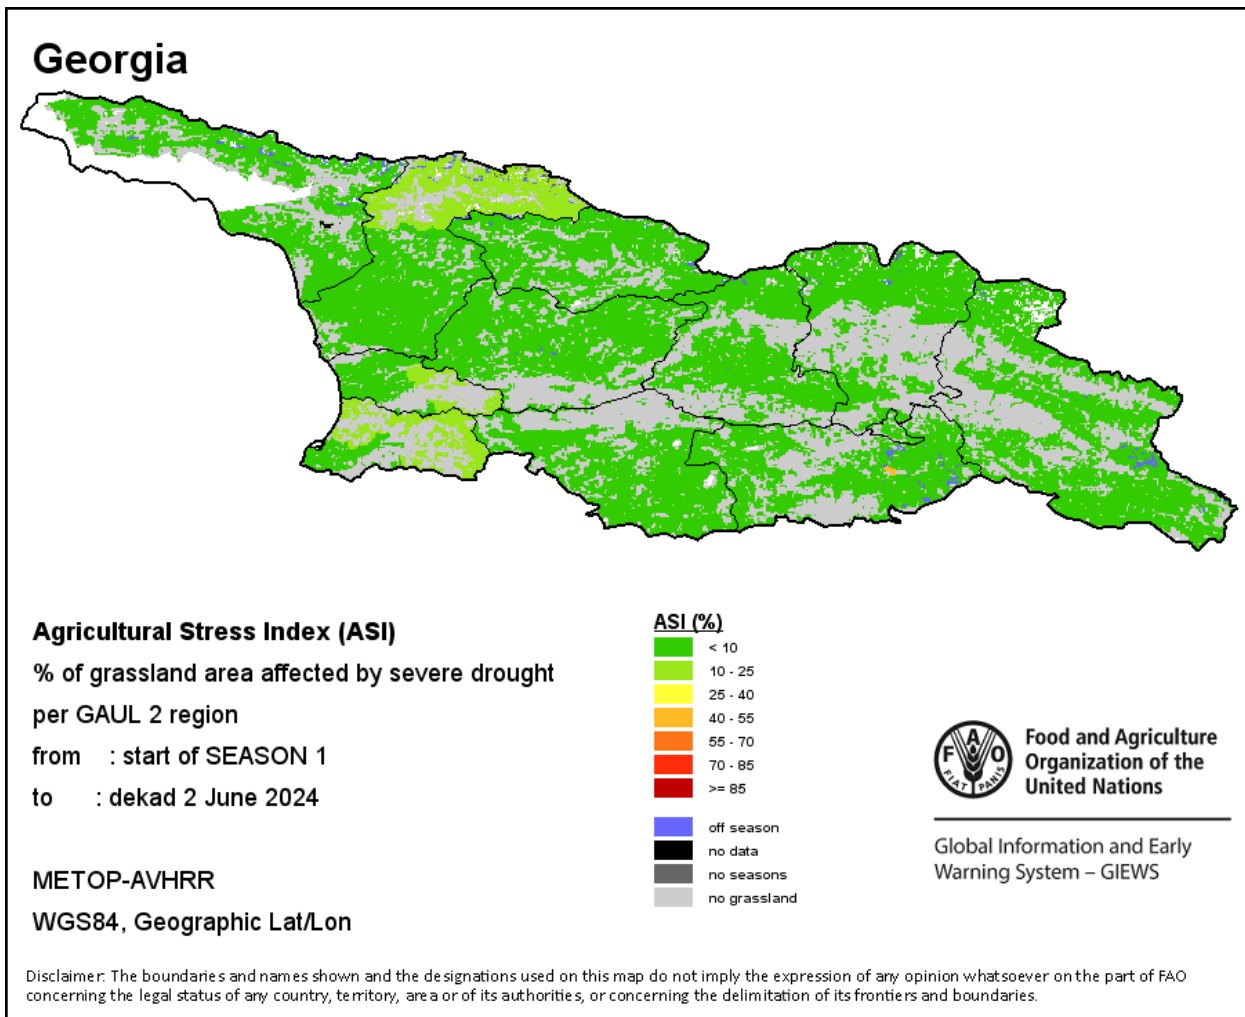 Georgia
Agricultural Stress Index (ASI)
% of grassland area affected by severe drought
per GAUL 2 region
from : start of SEASON 1
to : dekad 2 June 2024
METOP-AVHRR
WGS84, Geographic Lat/Lon
ASI (%)
< 10
10 - 25
25 - 40
40 - 55
55 - 70
70 - 85
>= 85
off season
no data
no seasons
no grassland
F A O
FIAT PANIS
Food and Agriculture
Organization of the
United Nations
Global Information and Early
Warning System – GIEWS
Disclaimer: The boundaries and names shown and the designations used on this map do not imply the expression of any opinion whatsoever on the part of FAO
concerning the legal status of any country, territory, area or of its authorities, or concerning the delimitation of its frontiers and boundaries.